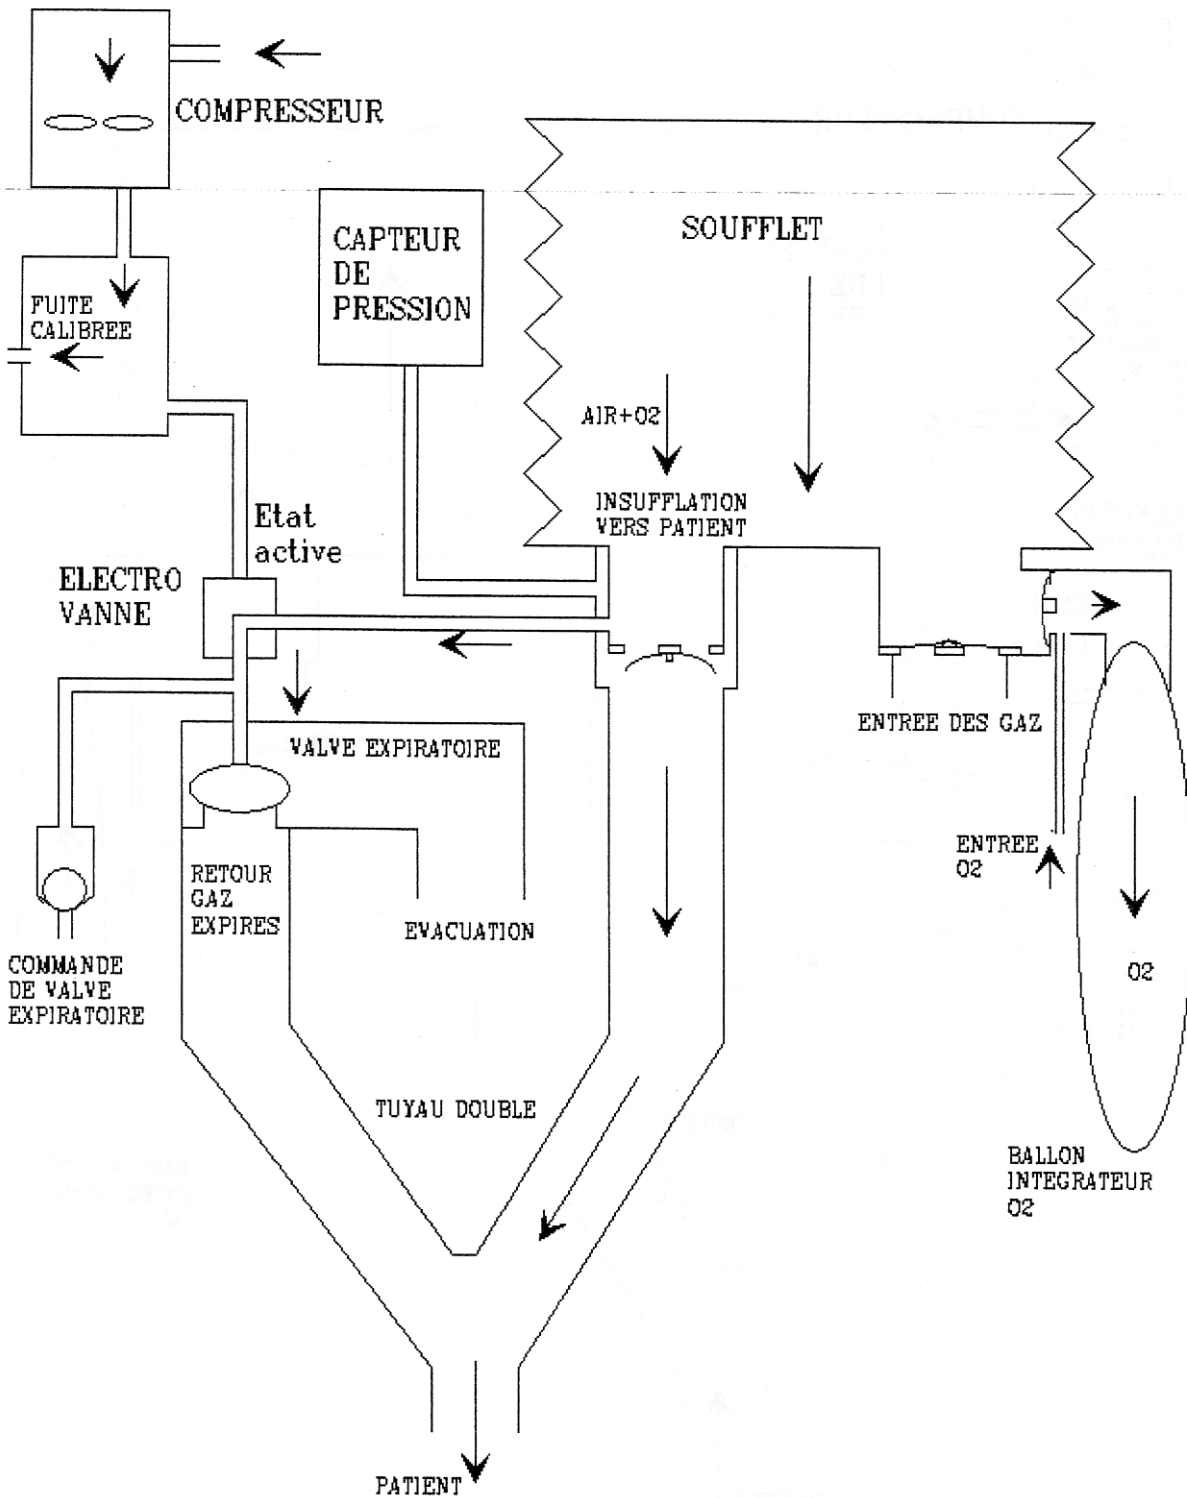 COMPRESSEUR
SOUFFLET
CAPTEUR
DE
PRESSION
FUITE
CALIBREE
AIR+O2
INSUFFLATION
VERS PATIENT
Etat
active
ELECTRO
VANNE
ENTREE DES GAZ
VALVE EXPIRATOIRE
ENTREE
O2
RETOUR
GAZ
EXPIRES
EVACUATION
O2
COMMANDE
DE VALVE
EXPIRATOIRE
TUYAU DOUBLE
BALLON
INTEGRATEUR
O2
PATIENT